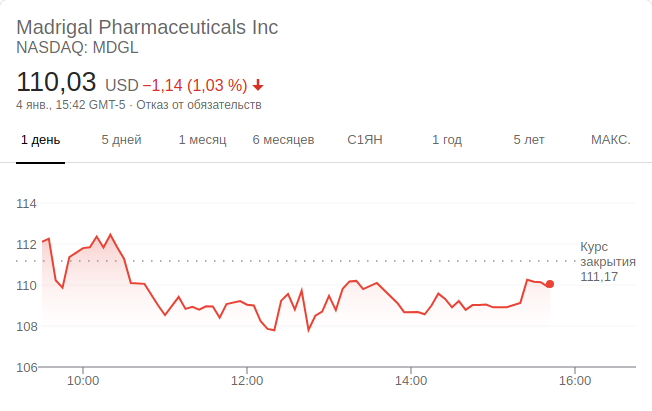 Madrigal Pharmaceuticals Inc
NASDAQ: MDGL
110,03 USD −1,14 (1,03 %)
4 янв., 15:42 GMT-5 · Отказ от обязательств
1 день 5 дней 1 месяц 6 месяцев С1ЯН 1 год 5 лет МАКС.
114
112
110
108
106
Курс
закрытия
111,17
10:00 12:00 14:00 16:00